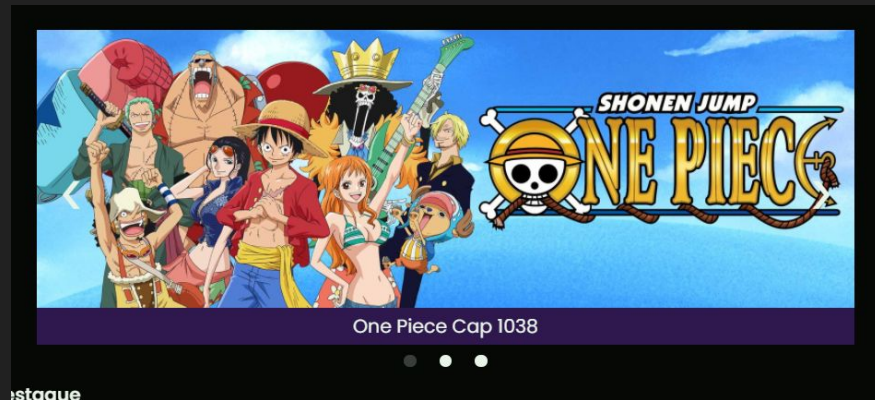 SHONEN JUMP
ONE PIECE
One Piece Cap 1038
estaque